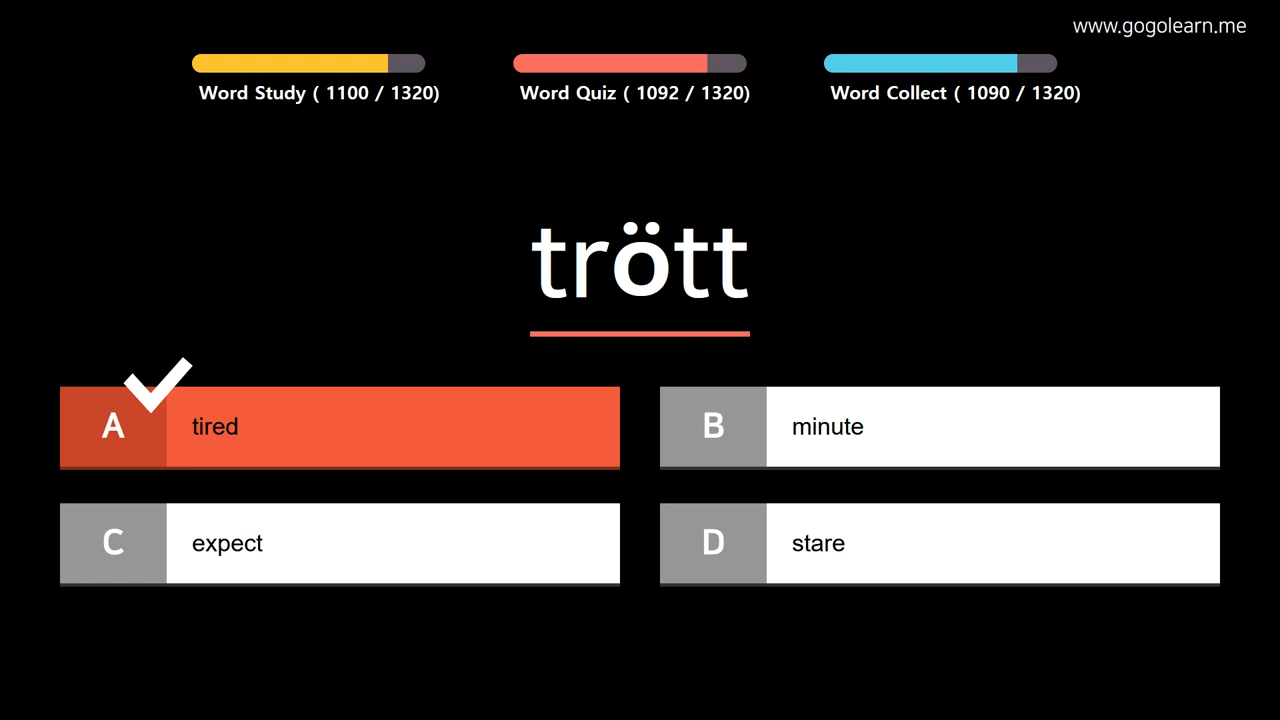 www.gogolearn.me
Word Study ( 1100 / 1320)
Word Quiz ( 1092 / 1320)
Word Collect ( 1090 / 1320)
trött
A tired
B minute
C expect
D stare